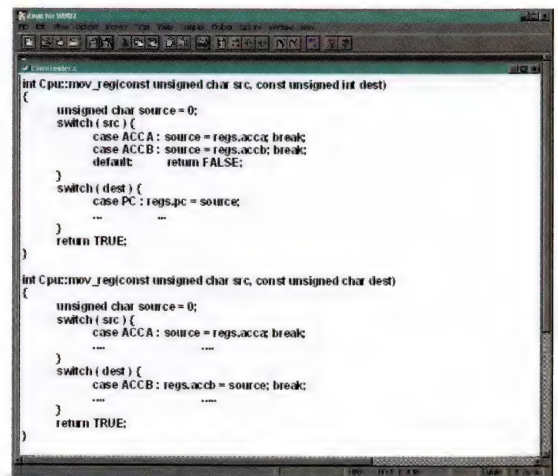 int Cpu::mov_reg(const unsigned char src, const unsigned int dest)
{
unsigned char source = 0;
switch ( src ) {
case ACCA : source = regs.acca; break;
case ACCB : source = regs.accb; break;
default: return FALSE;
}
switch ( dest ) {
case PC : regs.pc = source;
... ...
}
return TRUE;
}
int Cpu::mov_reg(const unsigned char src, const unsigned char dest)
{
unsigned char source = 0;
switch ( src ) {
case ACCA : source = regs.acca; break;
.... ....
}
switch ( dest ) {
case ACCB : regs.accb = source; break;
.... .....
}
return TRUE;
}